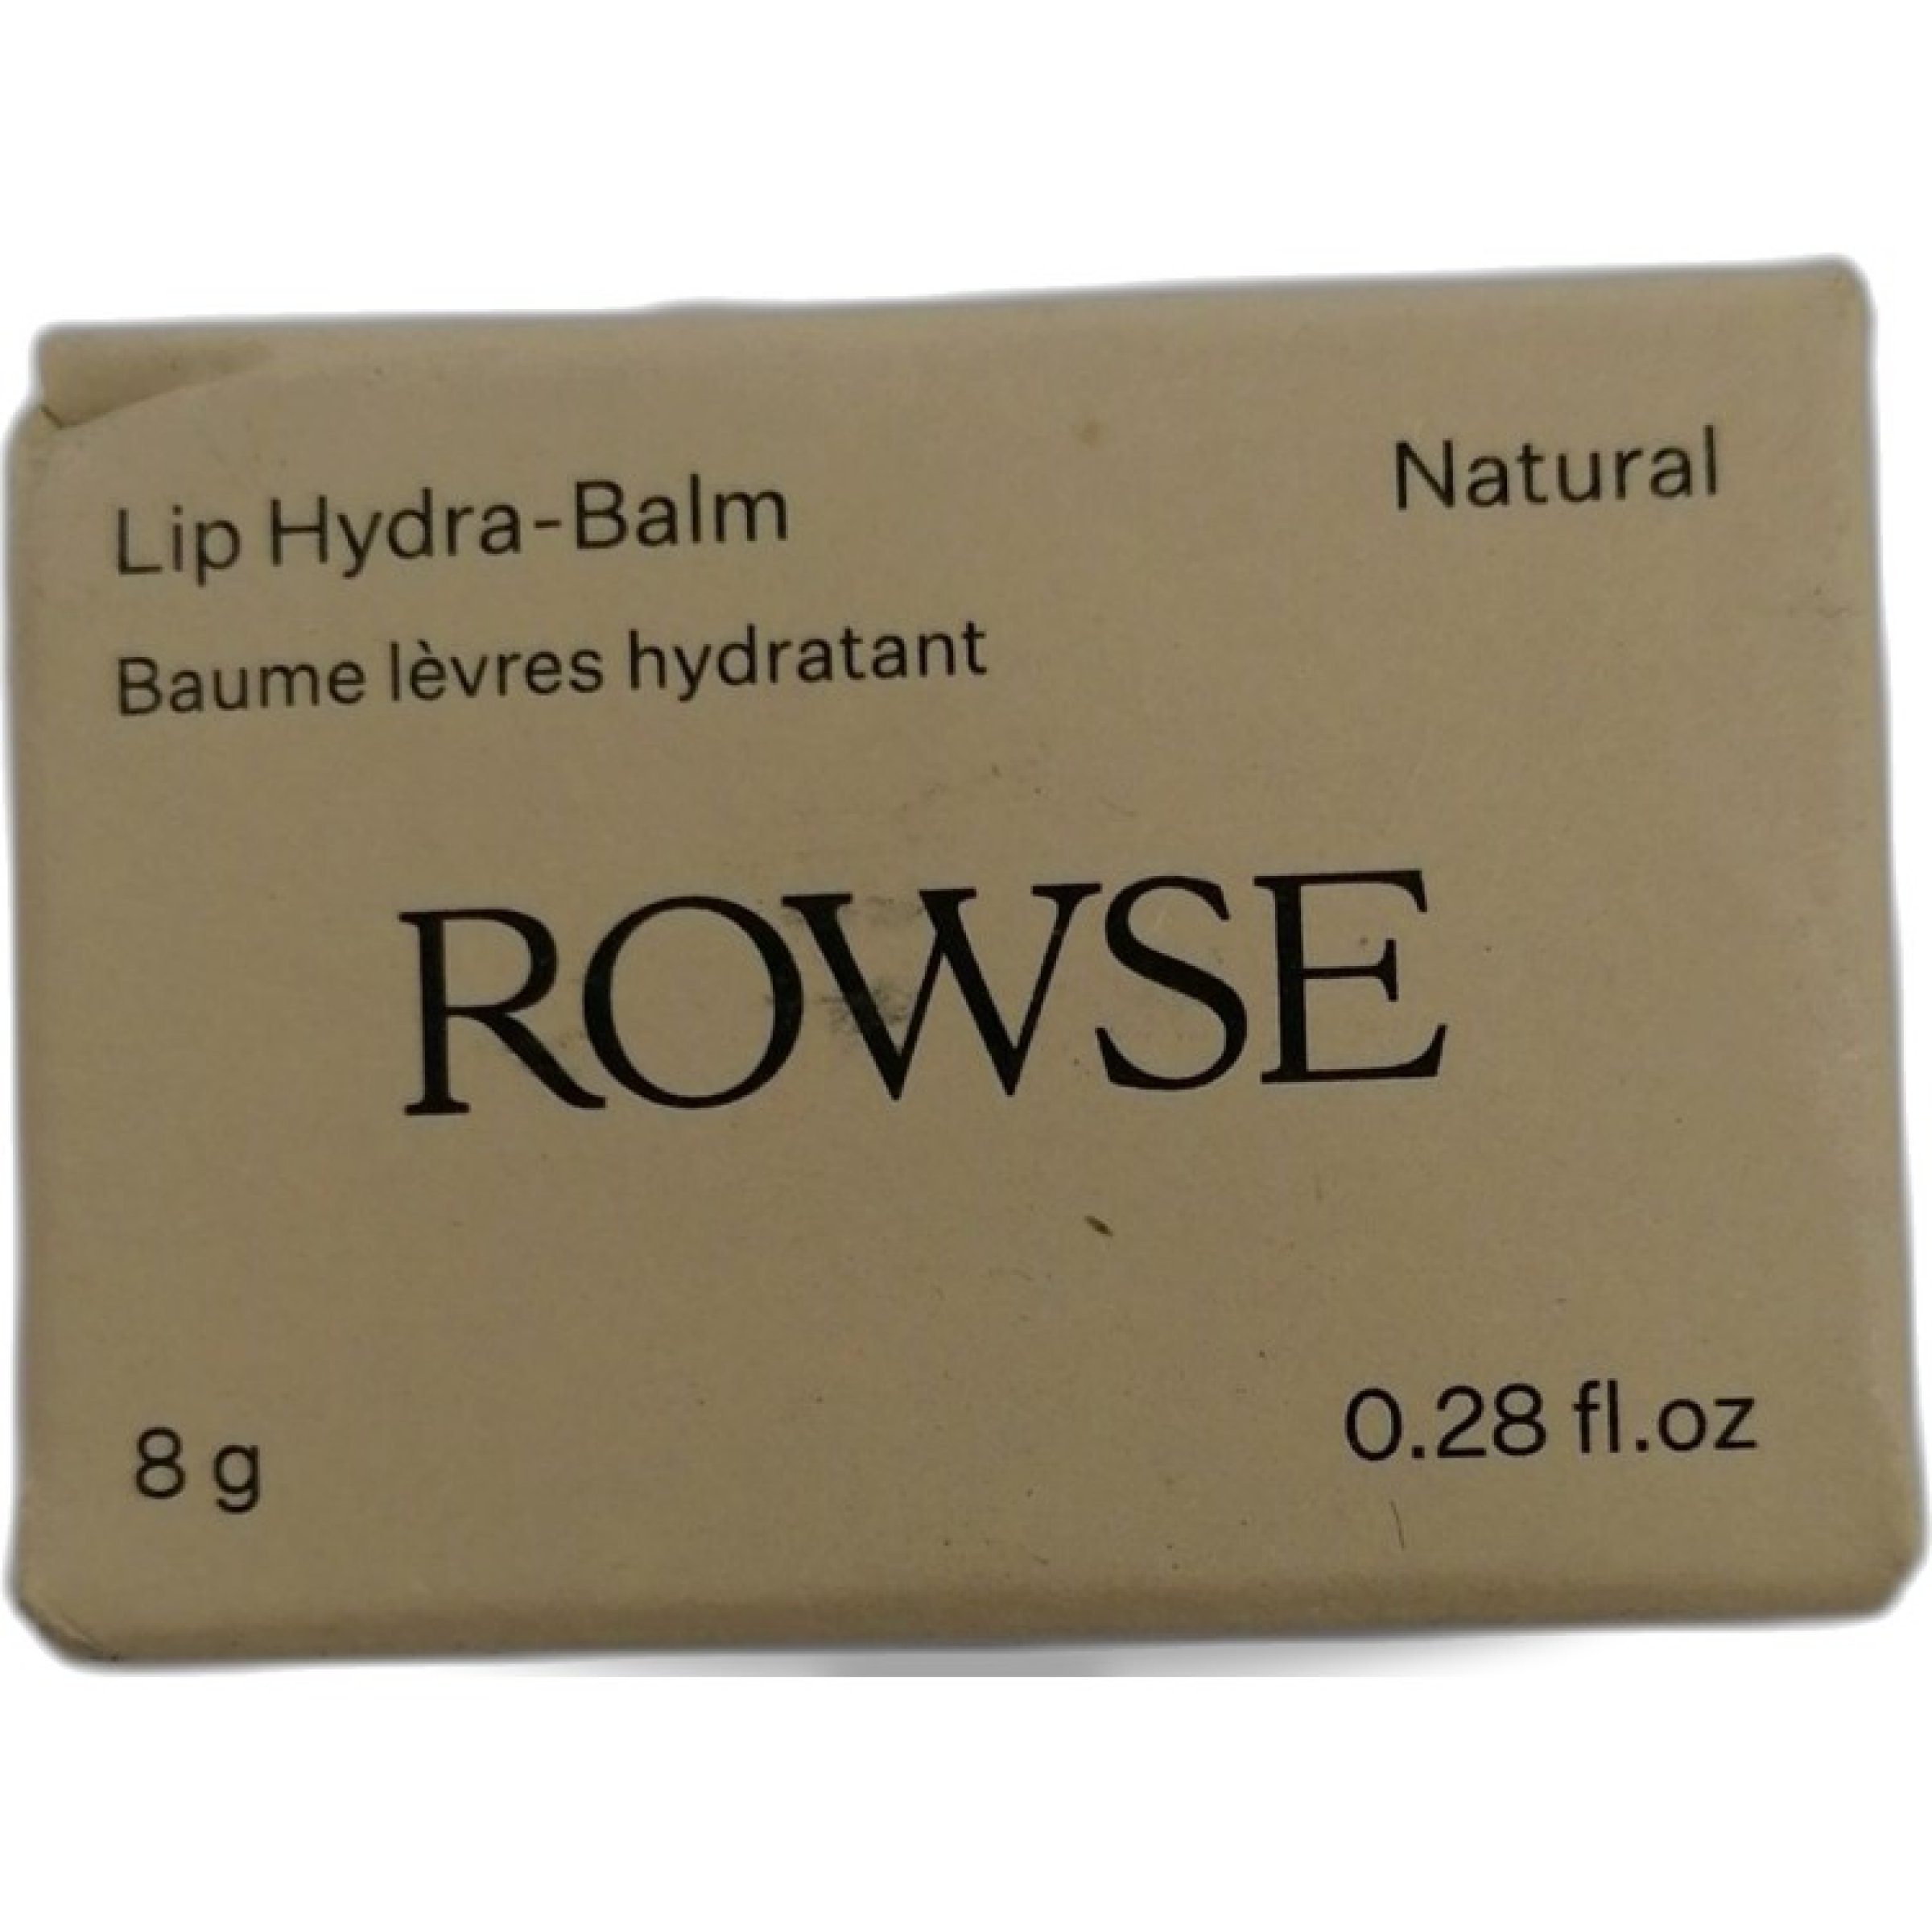 Lip Hydra-Balm
Natural
Baume lèvres hydratant
ROWSE
8 g
0.28 fl.oz